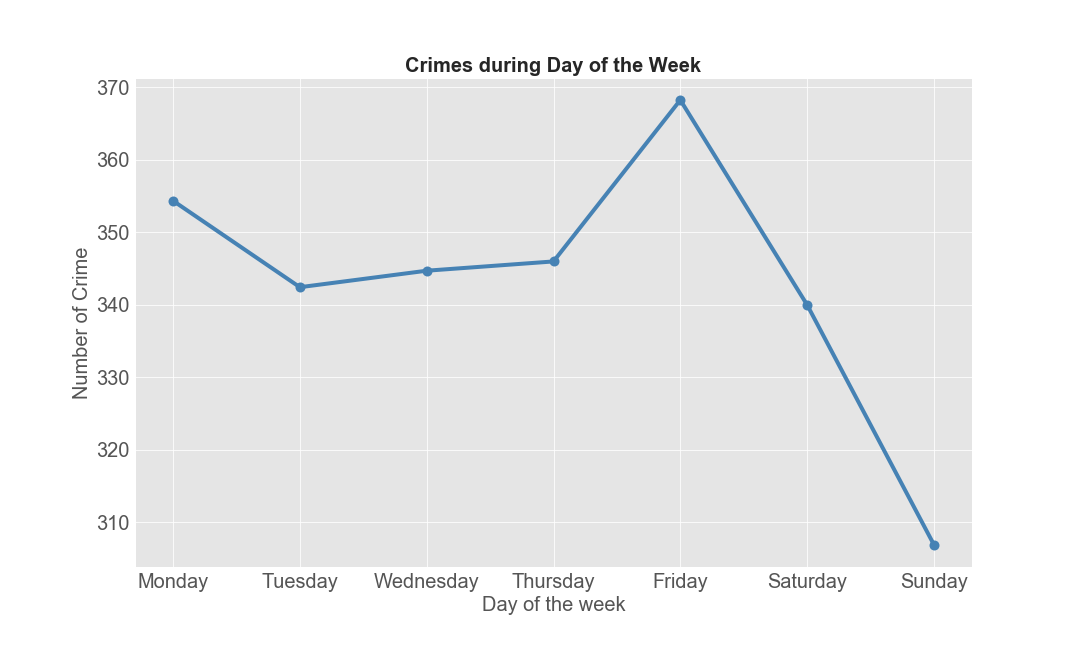 Crimes during Day of the Week
370
360
350
340
330
320
310
Number of Crime
Monday Tuesday Wednesday Thursday Friday Saturday Sunday
Day of the week